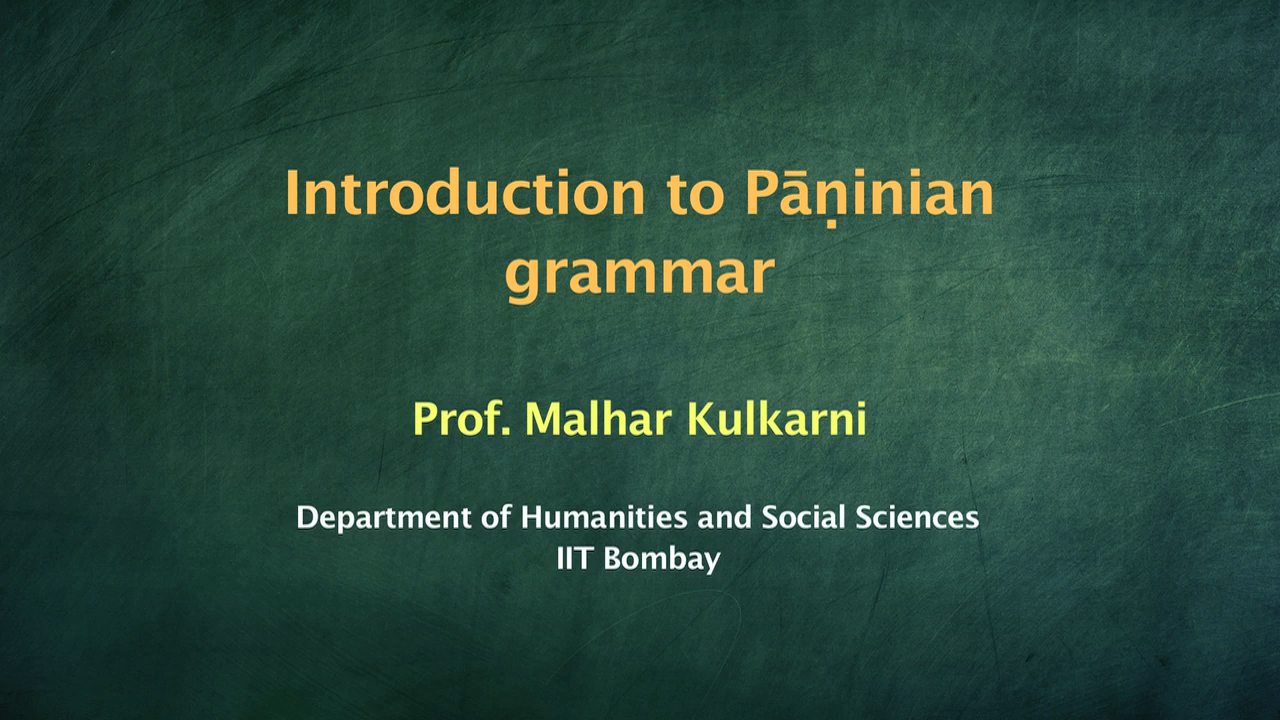 Introduction to Pāṇinian
grammar
Prof. Malhar Kulkarni
Department of Humanities and Social Sciences
IIT Bombay